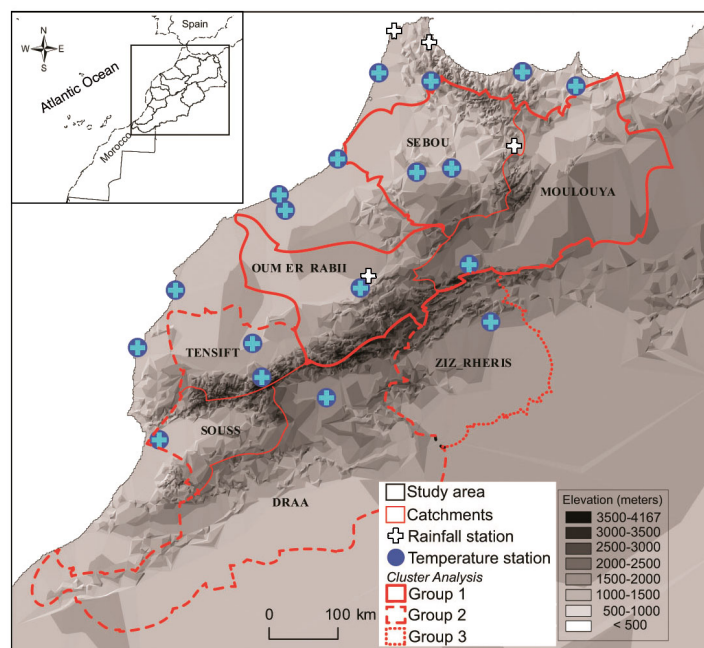 Spain
N
W E
S
Atlantic Ocean
Morocco
SEBOU
MOULOUYA
OUM ER RABII
TENSIFT
ZIZ_RHERIS
SOUSS
DRAA
0 100 km
Study area
Catchments
Rainfall station
Temperature station
Cluster Analysis
Group 1
Group 2
Group 3
Elevation (meters)
3500-4167
3000-3500
2500-3000
2000-2500
1500-2000
1000-1500
500-1000
< 500